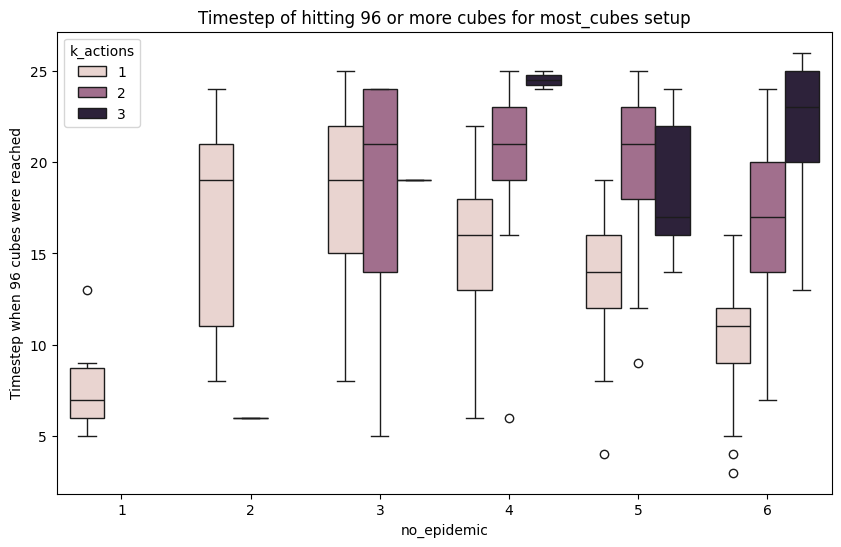 Timestep of hitting 96 or more cubes for most_cubes setup
k_actions
1
2
3
Timestep when 96 cubes were reached
25
20
15
10
5
1 2 3 4 5 6
no_epidemic